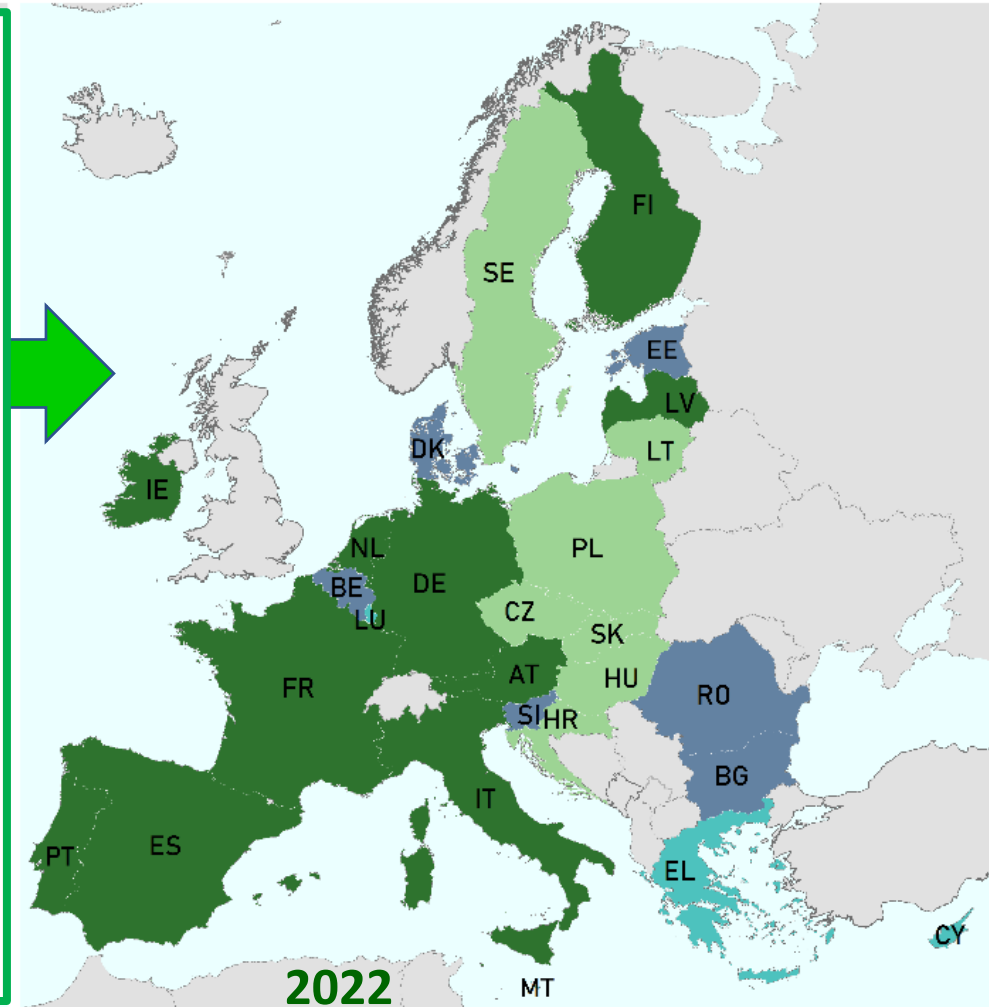 FI
SE
EE
LV
DK
LT
IE
NL
PL
BE
DE
CZ
LU
SK
AT
HU
FR
RO
SI
HR
BG
IT
ES
PT
EL
CY
2022
MT